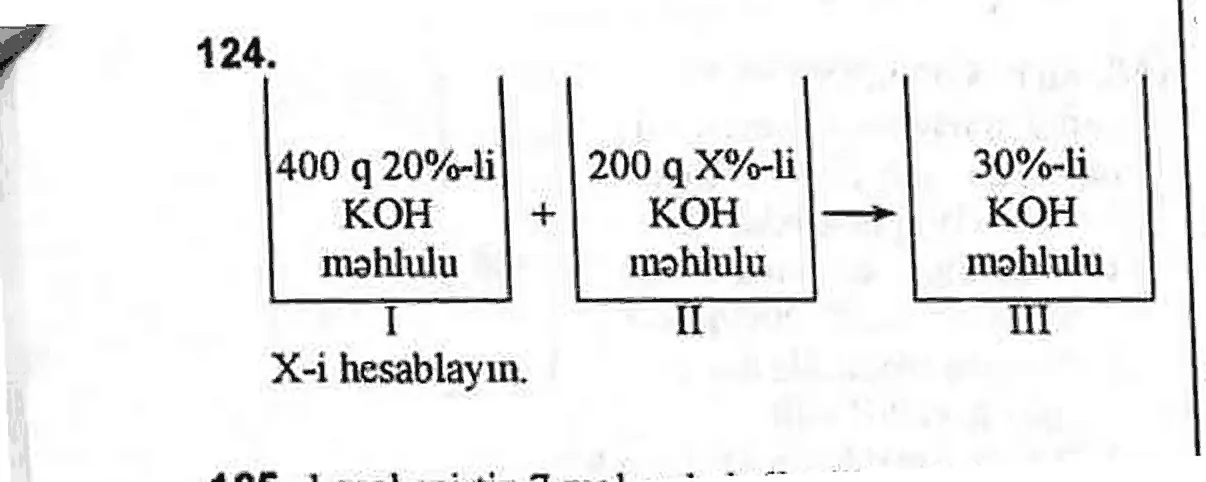 124.
400 q 20%-li
KOH
məhlulu
I
+
200 q X%-li
KOH
məhlulu
II
30%-li
KOH
məhlulu
III
X-i hesablayın.